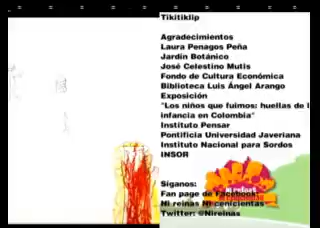 Tikitiklip
Agradecimientos
Laura Penagos Peña
Jardín Botánico
José Celestino Mutis
Fondo de Cultura Económica
Biblioteca Luis Ángel Arango
Exposición
"Los niños que fuimos: huellas de l
infancia en Colombia"
Instituto Pensar
Pontificia Universidad Javeriana
Instituto Nacional para Sordos
INSOR
Síganos:
Fan page de Facebook:
Ni reinas Ni cenicientas
Twitter: @Nireinas